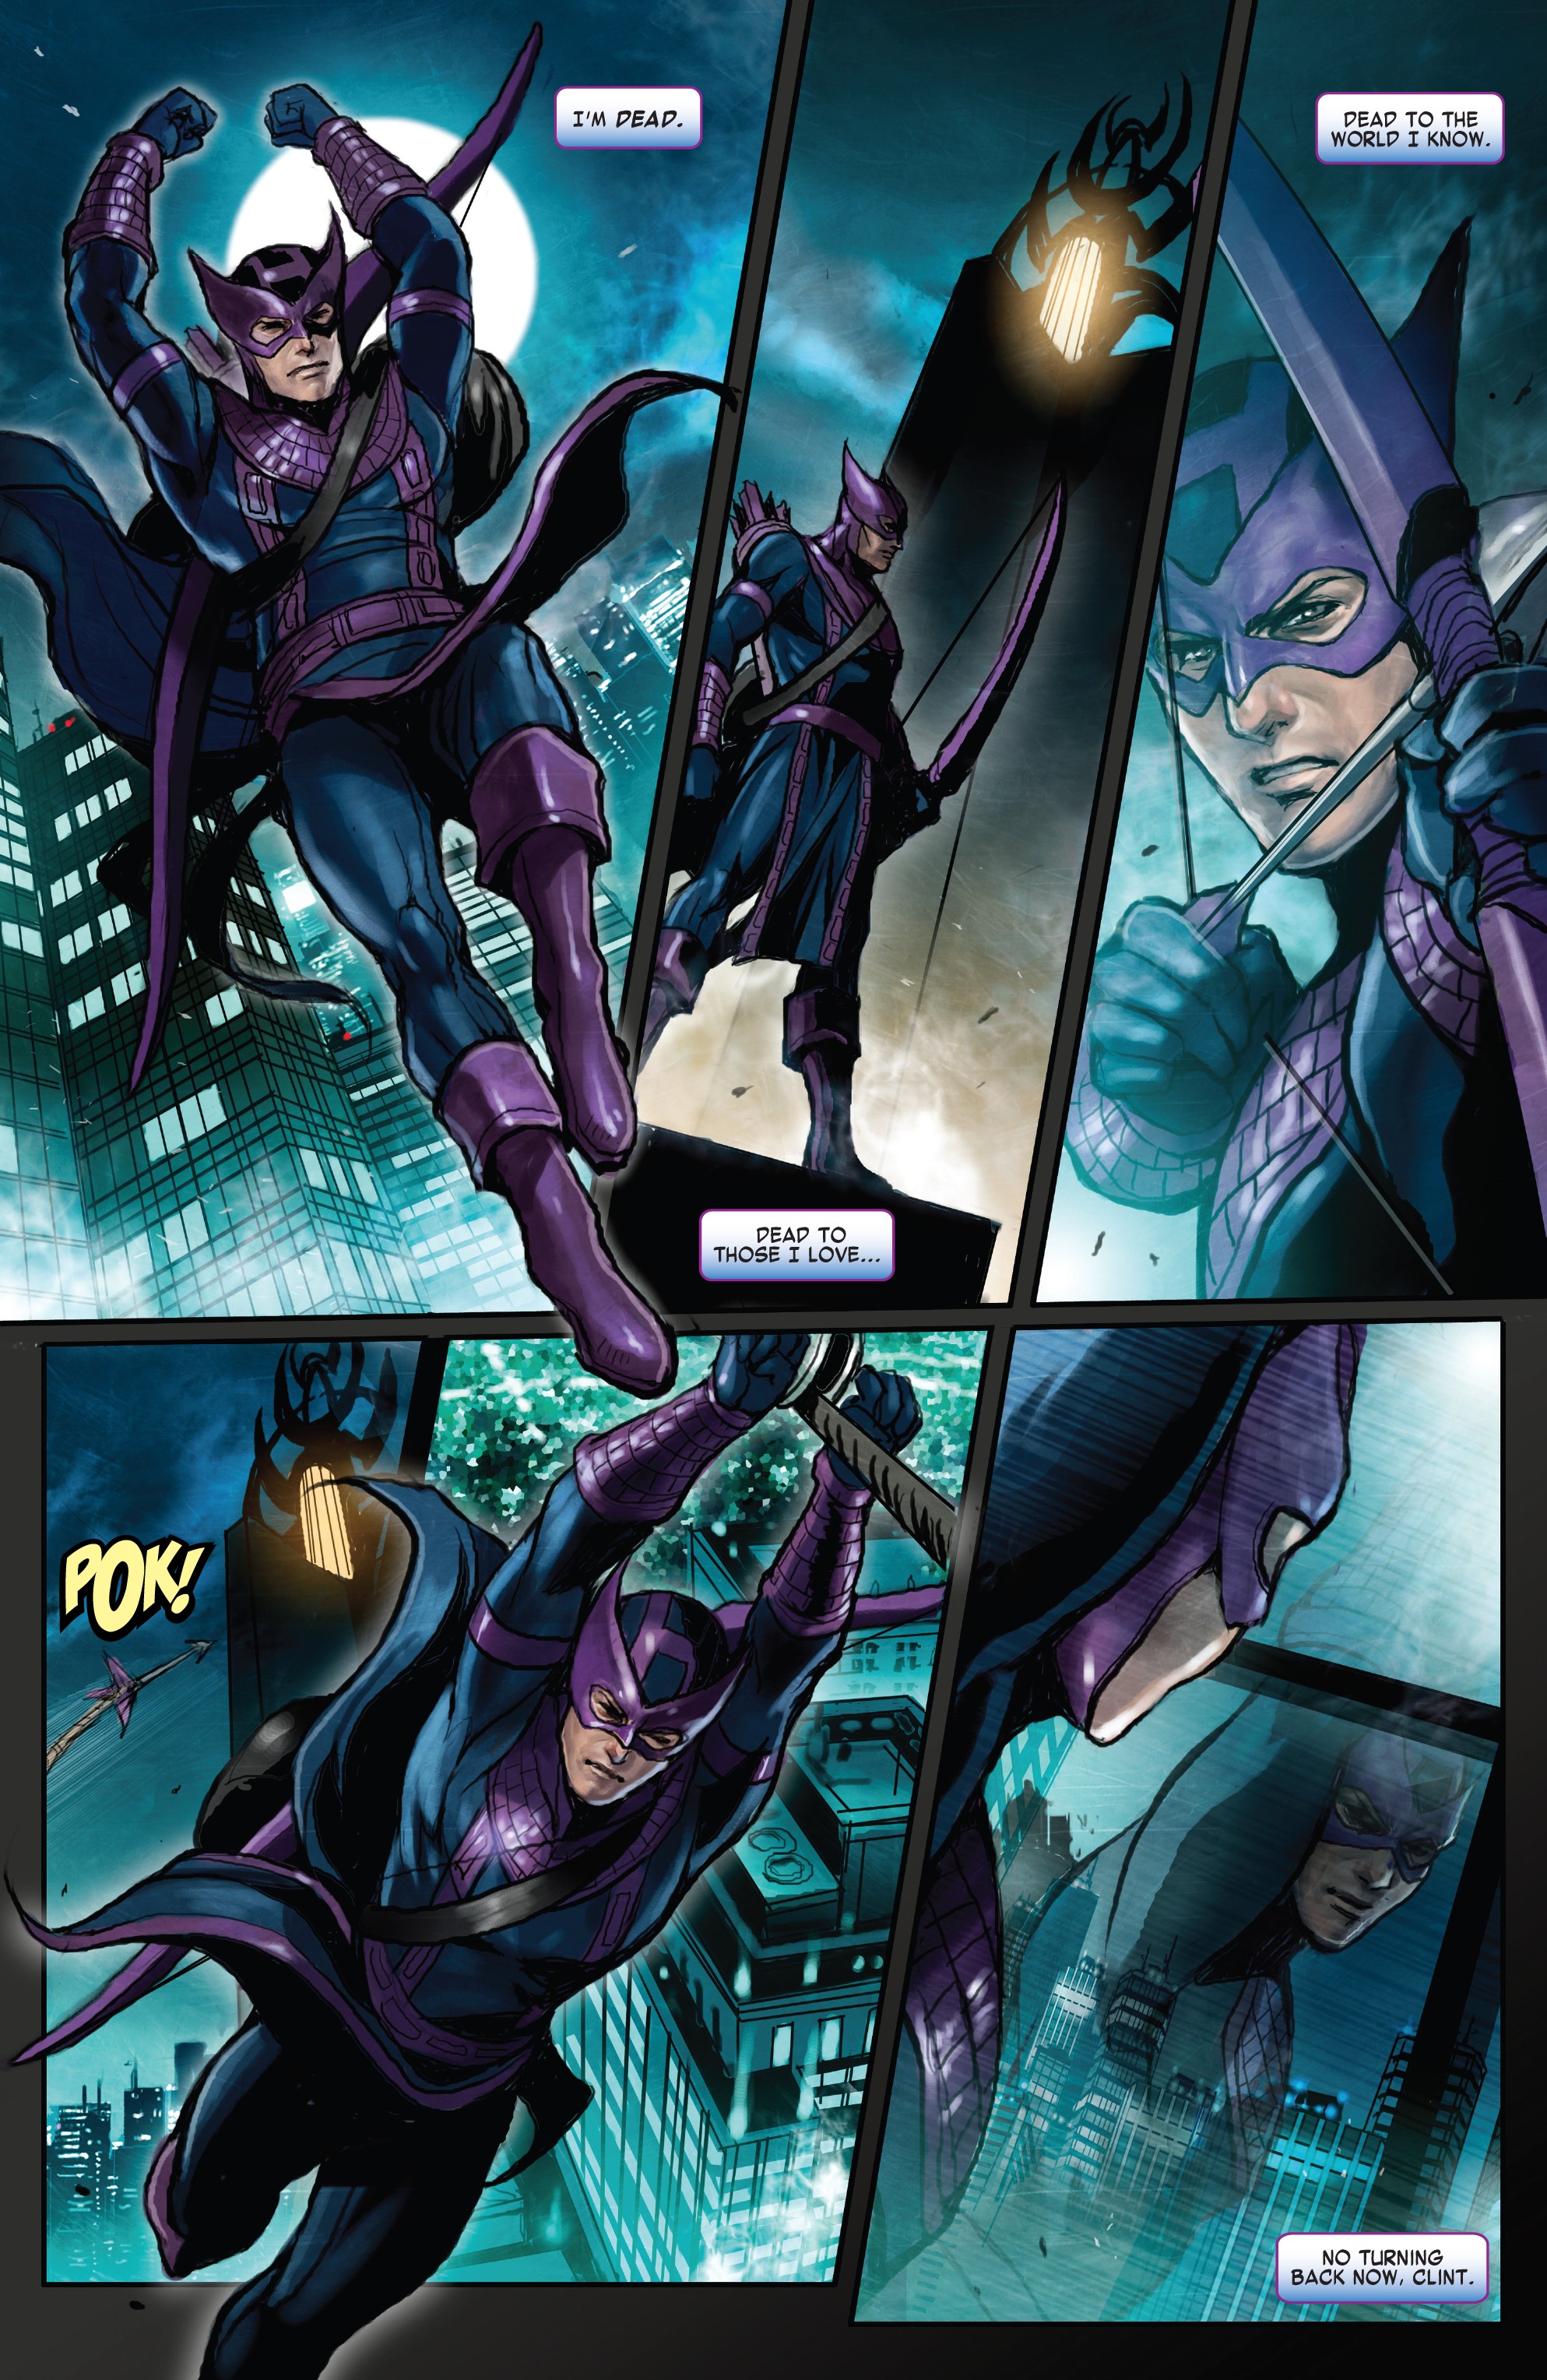 I'M DEAD.
DEAD TO
THOSE I LOVE...
DEAD TO THE
WORLD I KNOW.
POK!
NO TURNING
BACK NOW, CLINT.